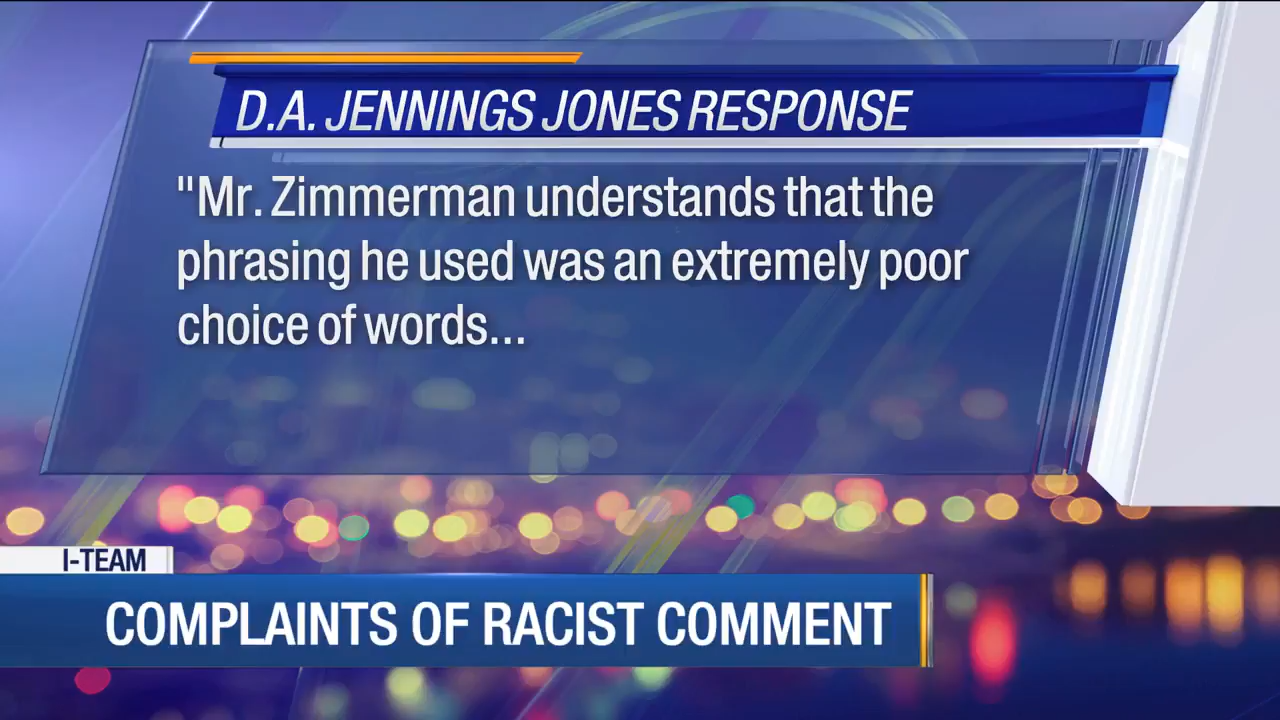 D.A. JENNINGS JONES RESPONSE
"Mr. Zimmerman understands that the
phrasing he used was an extremely poor
choice of words...
I-TEAM
COMPLAINTS OF RACIST COMMENT